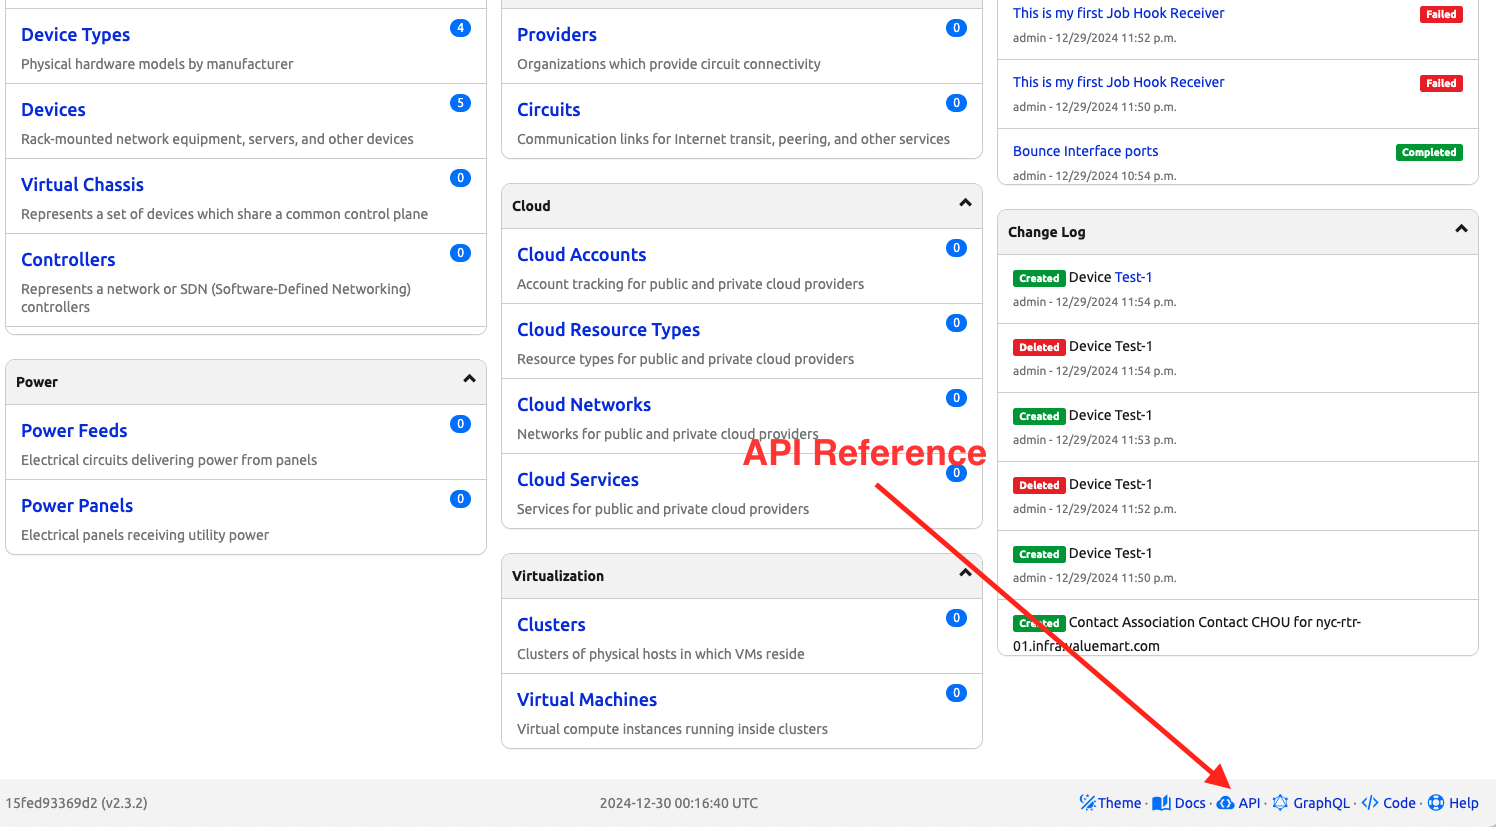 Device Types 4
Physical hardware models by manufacturer
Devices 5
Rack-mounted network equipment, servers, and other devices
Virtual Chassis 0
Represents a set of devices which share a common control plane
Controllers 0
Represents a network or SDN (Software-Defined Networking)
controllers
Power
Power Feeds 0
Electrical circuits delivering power from panels
Power Panels 0
Electrical panels receiving utility power
Providers 0
Organizations which provide circuit connectivity
Circuits 0
Communication links for Internet transit, peering, and other services
Cloud
Cloud Accounts 0
Account tracking for public and private cloud providers
Cloud Resource Types 0
Resource types for public and private cloud providers
Cloud Networks 0
Networks for public and private cloud providers
API Reference
Cloud Services 0
Services for public and private cloud providers
Virtualization
Clusters 0
Clusters of physical hosts in which VMs reside
Virtual Machines 0
Virtual compute instances running inside clusters
This is my first Job Hook Receiver Failed
admin - 12/29/2024 11:52 p.m.
This is my first Job Hook Receiver Failed
admin - 12/29/2024 11:50 p.m.
Bounce Interface ports Completed
admin - 12/29/2024 10:54 p.m.
Change Log
Created Device Test-1
admin - 12/29/2024 11:54 p.m.
Deleted Device Test-1
admin - 12/29/2024 11:54 p.m.
Created Device Test-1
admin - 12/29/2024 11:53 p.m.
Deleted Device Test-1
admin - 12/29/2024 11:52 p.m.
Created Device Test-1
admin - 12/29/2024 11:50 p.m.
Created Contact Association Contact CHOU for nyc-rtr-
01.infra.valuemart.com
15fed93369d2 (v2.3.2) 2024-12-30 00:16:40 UTC Theme · Docs · API · GraphQL · Code · Help